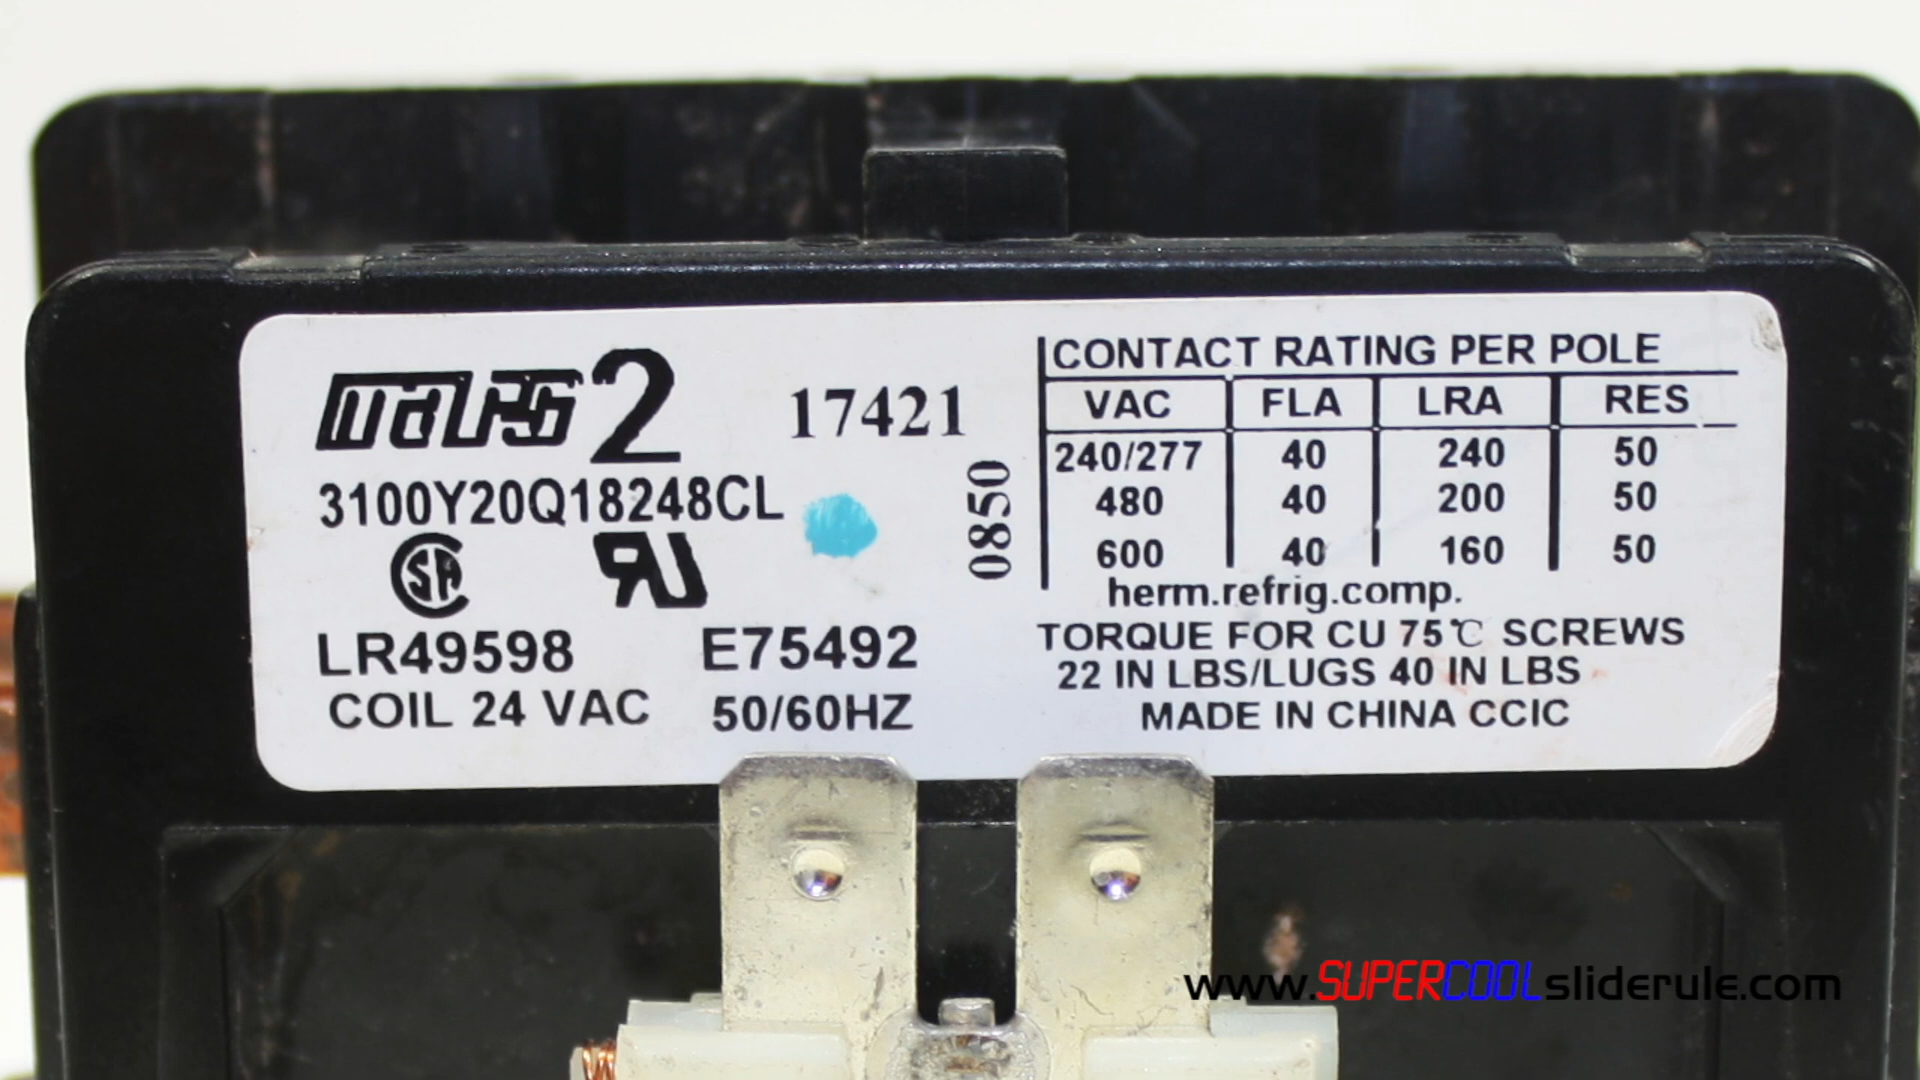 MARS 2
17421
3100Y20Q18248CL
SA
LR49598 E75492
COIL 24 VAC 50/60HZ
0850
CONTACT RATING PER POLE
VAC FLA LRA RES
240/277 40 240 50
480 40 200 50
600 40 160 50
herm.refrig.comp.
TORQUE FOR CU 75℃ SCREWS
22 IN LBS/LUGS 40 IN LBS
MADE IN CHINA CCIC
www.SUPERCOOLsliderule.com